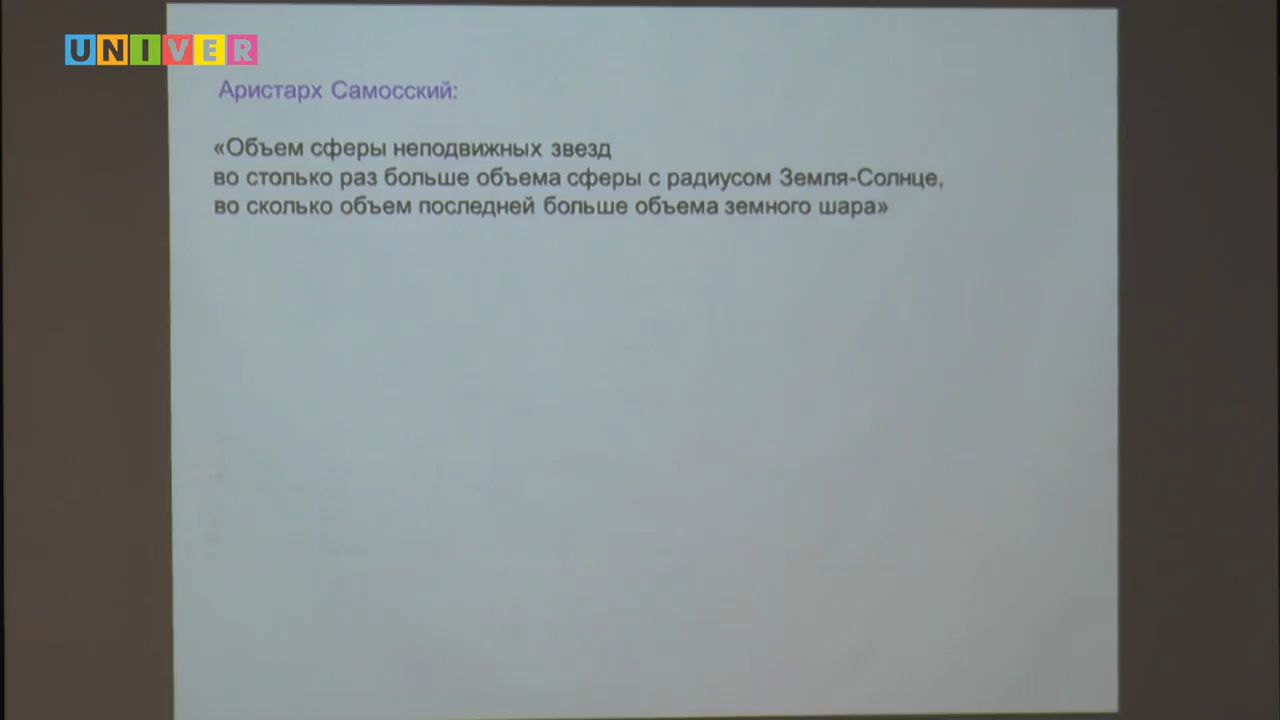 UNIVER
Аристарх Самосский:
«Объем сферы неподвижных звезд
во столько раз больше объема сферы с радиусом Земля-Солнце,
во сколько объем последней больше объема земного шара»